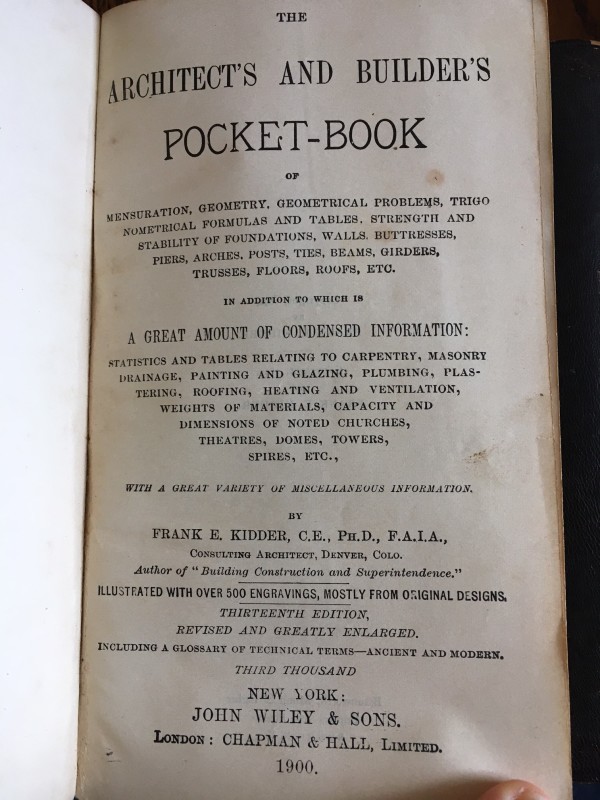 THE
ARCHITECT'S AND BUILDER'S
POCKET-BOOK
OF
MENSURATION, GEOMETRY, GEOMETRICAL PROBLEMS, TRIGO
NOMETRICAL FORMULAS AND TABLES, STRENGTH AND
STABILITY OF FOUNDATIONS, WALLS, BUTTRESSES,
PIERS, ARCHES, POSTS, TIES, BEAMS, GIRDERS,
TRUSSES, FLOORS, ROOFS, ETC.
IN ADDITION TO WHICH IS
A GREAT AMOUNT OF CONDENSED INFORMATION:
STATISTICS AND TABLES RELATING TO CARPENTRY, MASONRY
DRAINAGE, PAINTING AND GLAZING, PLUMBING, PLAS-
TERING, ROOFING, HEATING AND VENTILATION,
WEIGHTS OF MATERIALS, CAPACITY AND
DIMENSIONS OF NOTED CHURCHES,
THEATRES, DOMES, TOWERS,
SPIRES, ETC.,
WITH A GREAT VARIETY OF MISCELLANEOUS INFORMATION.
BY
FRANK E. KIDDER, C.E., PH.D., F.A.I.A.,
CONSULTING ARCHITECT, DENVER, COLO.
Author of "Building Construction and Superintendence."
ILLUSTRATED WITH OVER 500 ENGRAVINGS, MOSTLY FROM ORIGINAL DESIGNS.
THIRTEENTH EDITION,
REVISED AND GREATLY ENLARGED.
INCLUDING A GLOSSARY OF TECHNICAL TERMS—ANCIENT AND MODERN.
THIRD THOUSAND
NEW YORK:
JOHN WILEY & SONS.
LONDON: CHAPMAN & HALL, LIMITED.
1900.